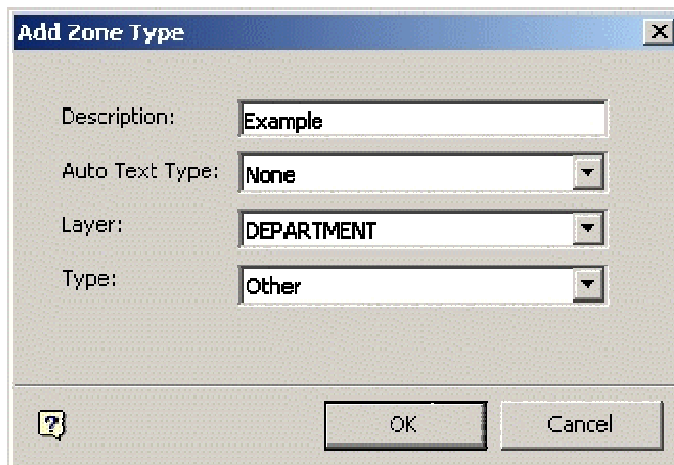 Add Zone Type
Description: Example
Auto Text Type: None
Layer: DEPARTMENT
Type: Other
? OK Cancel